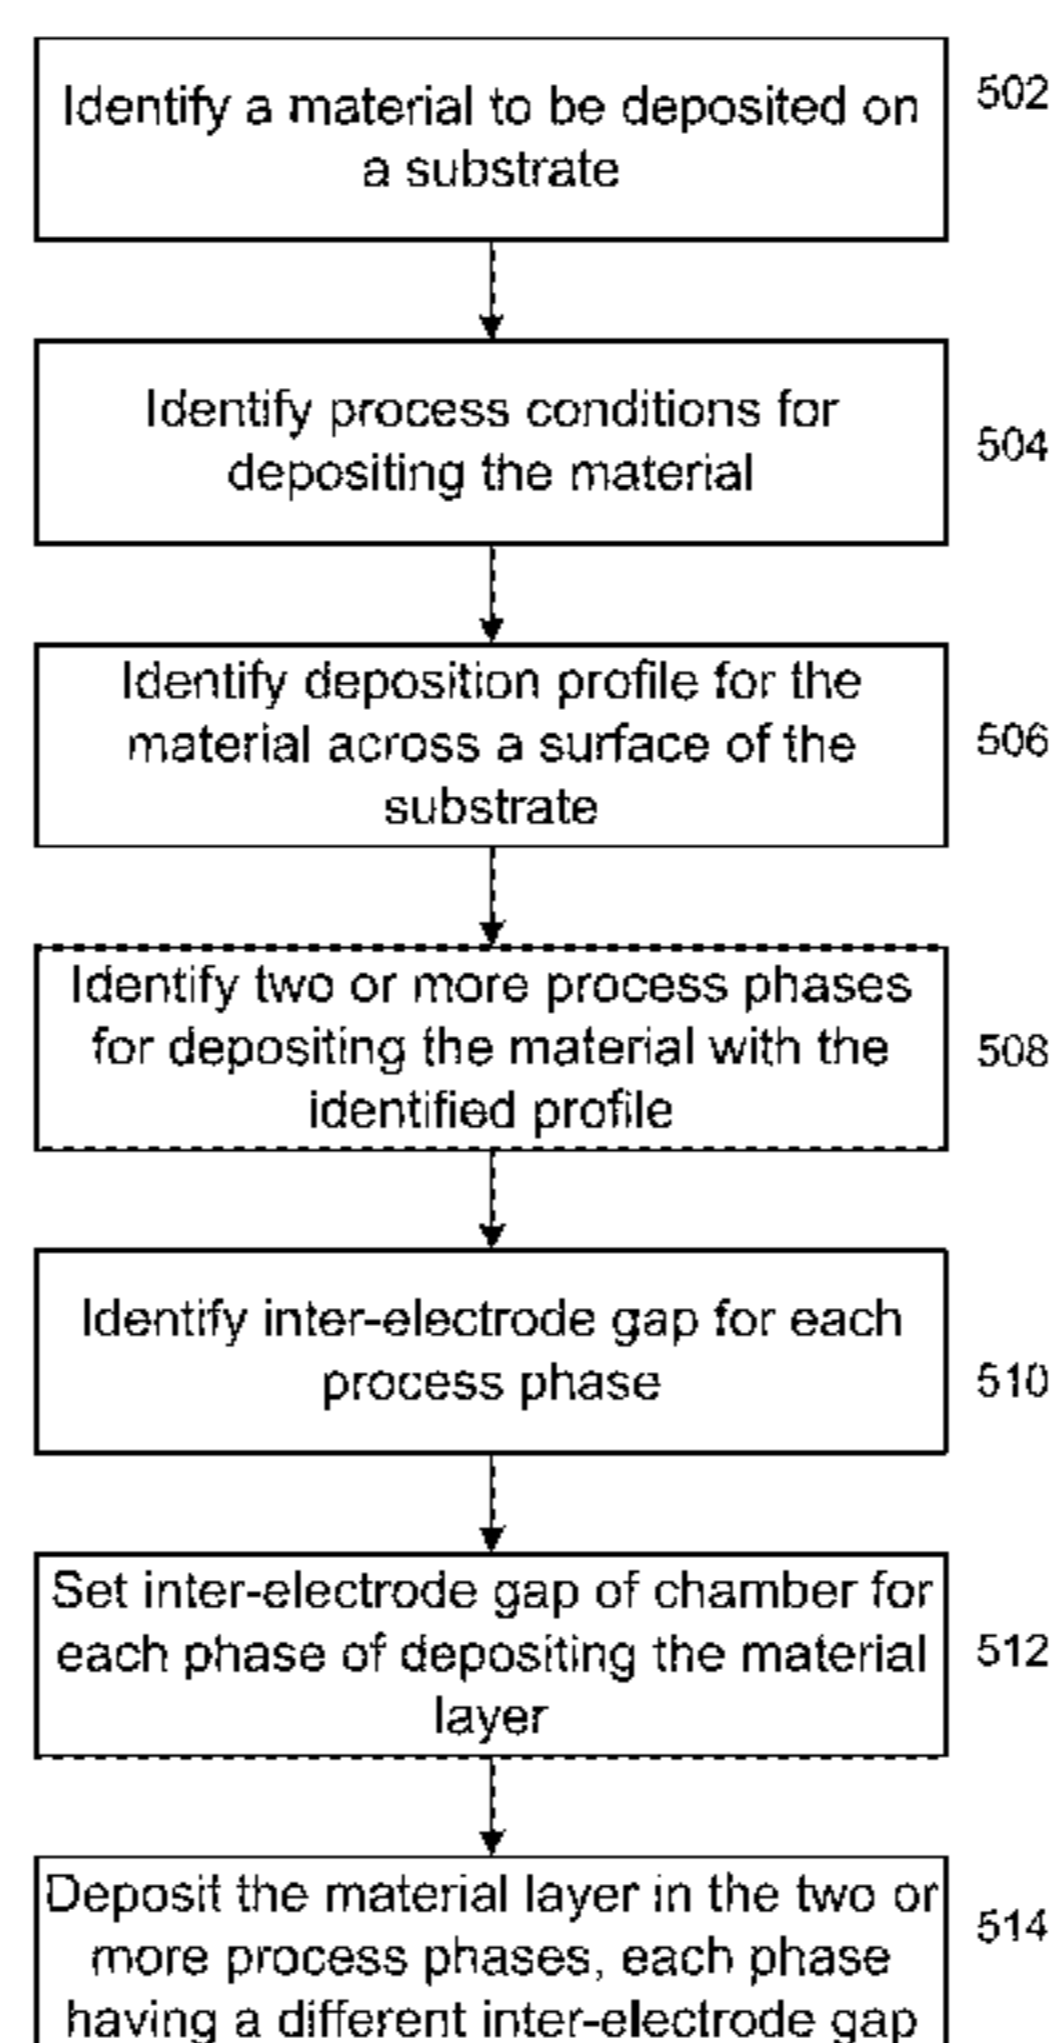 Identify a material to be deposited on
a substrate
502
Identify process conditions for
depositing the material
504
Identify deposition profile for the
material across a surface of the
substrate
506
Identify two or more process phases
for depositing the material with the
identified profile
508
Identify inter-electrode gap for each
process phase
510
Set inter-electrode gap of chamber for
each phase of depositing the material
layer
512
Deposit the material layer in the two or
more process phases, each phase
having a different inter-electrode gap
514